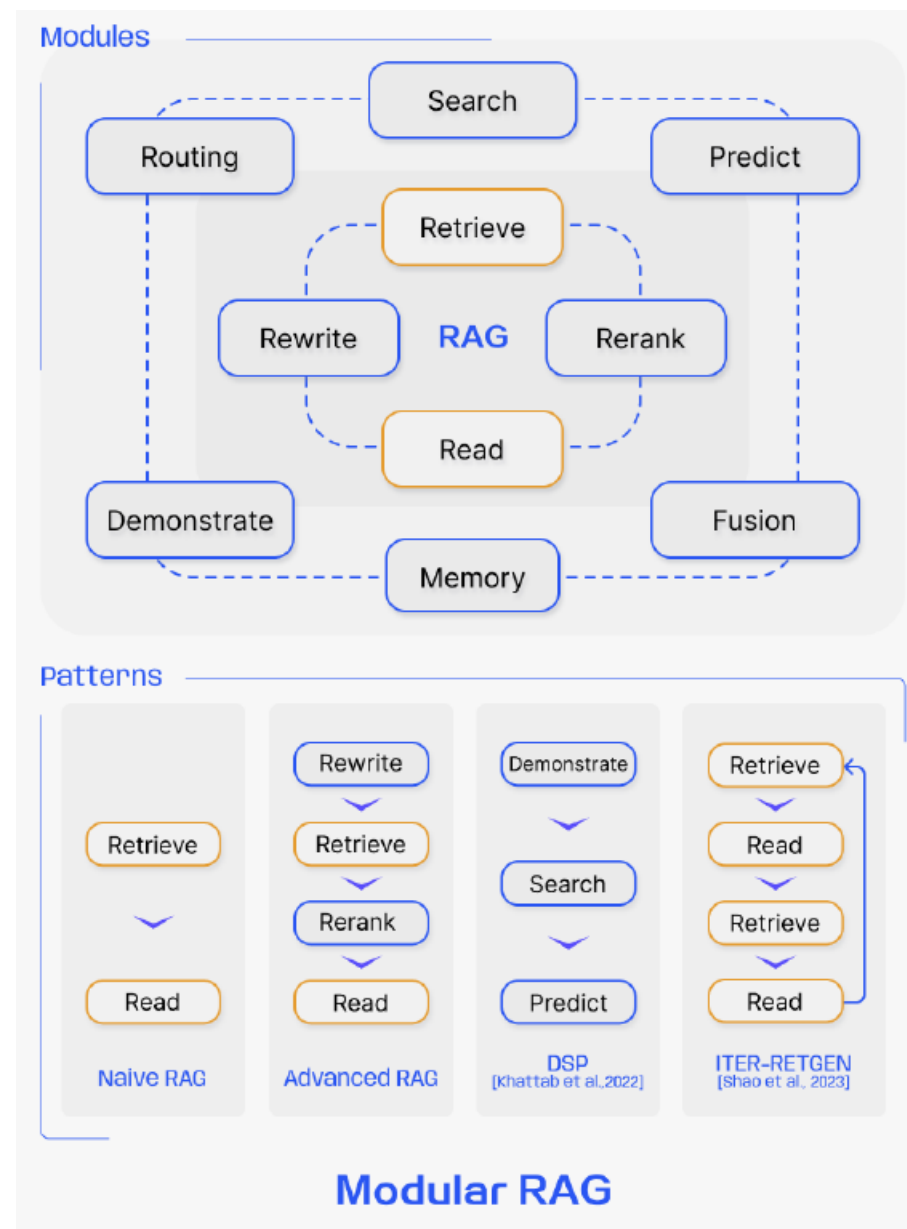 Modules
Search
Routing
Predict
Retrieve
Rewrite
RAG
Rerank
Read
Demonstrate
Fusion
Memory
Patterns
Retrieve
Read
Naive RAG
Rewrite
Retrieve
Rerank
Read
Advanced RAG
Demonstrate
Search
Predict
DSP
[Khattab et al.,2022]
Retrieve
Read
Retrieve
Read
ITER-RETGEN
[Shao et al., 2023]
Modular RAG